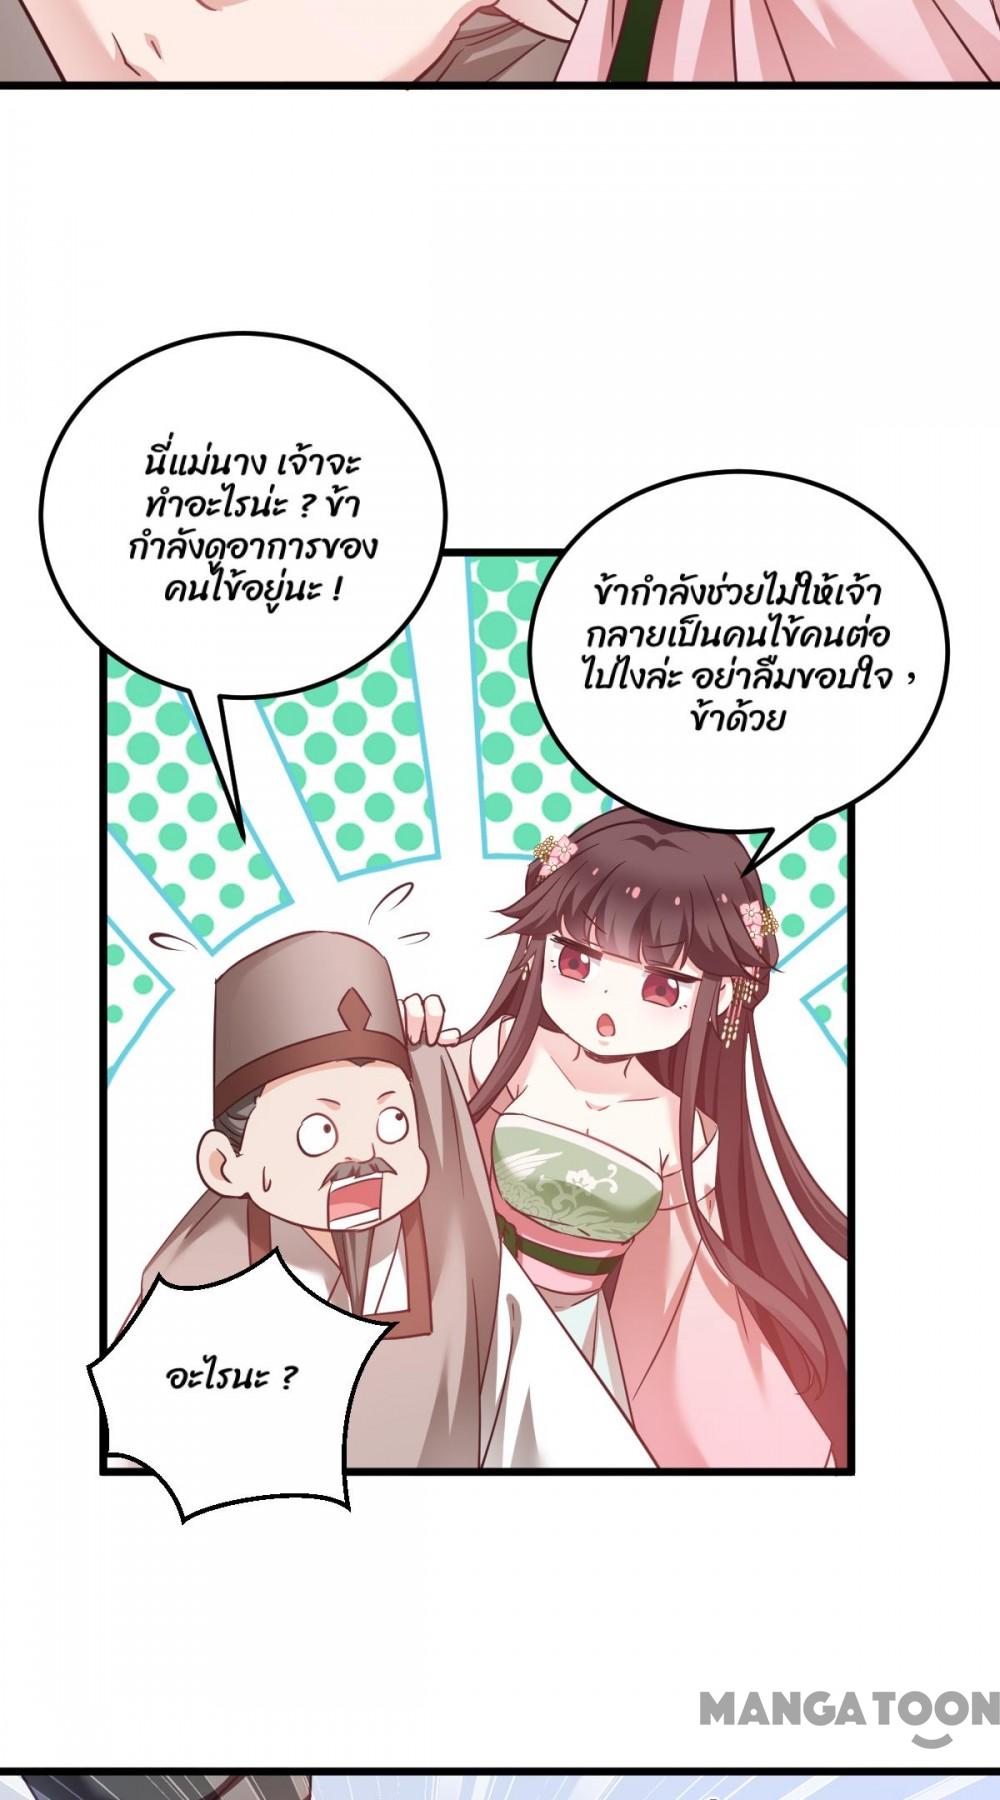 นี่แม่นาง เจ้าจะ
ทำอะไรน่ะ ? ข้า
กำลังดูอาการของ
คนไข้อยู่นะ !
ข้ากำลังช่วยไม่ให้เจ้า
กลายเป็นคนไข้คนต่อ
ไปไงล่ะ อย่าลืมขอบใจ ，
ข้าด้วย
อะไรนะ ?
MANGATOON